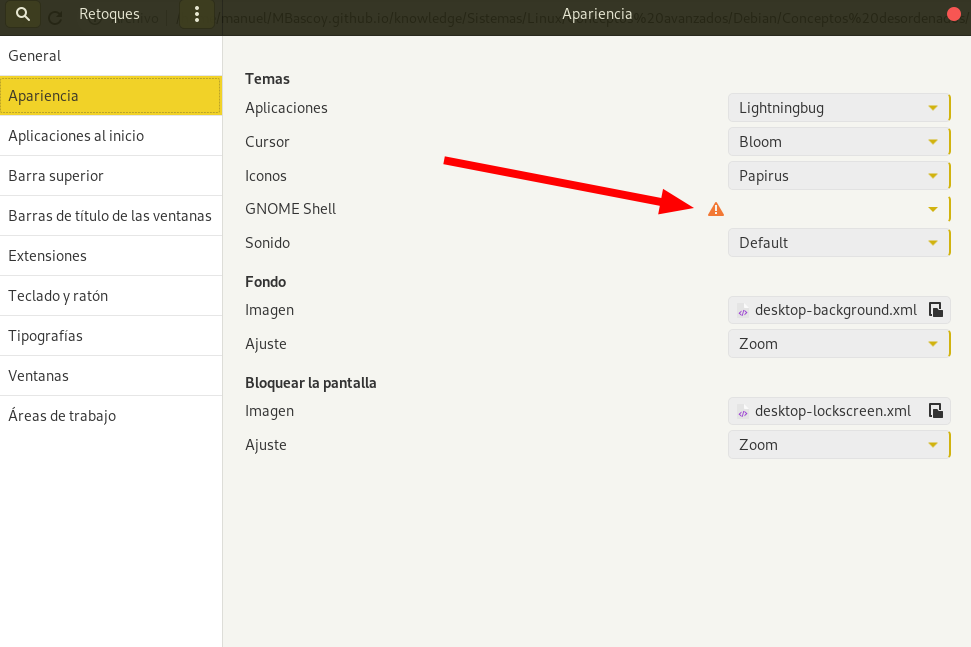 Retoques
/manuel/MBascoy.github.io/knowledge/Sistemas/Linux
%20avanzados/Debian/Conceptos%20desordenad
Apariencia
General
Apariencia
Aplicaciones al inicio
Barra superior
Barras de título de las ventanas
Extensiones
Teclado y ratón
Tipografías
Ventanas
Áreas de trabajo
Temas
Aplicaciones Lightningbug
Cursor Bloom
Iconos Papirus
GNOME Shell
Sonido Default
Fondo
Imagen desktop-background.xml
Ajuste Zoom
Bloquear la pantalla
Imagen desktop-lockscreen.xml
Ajuste Zoom